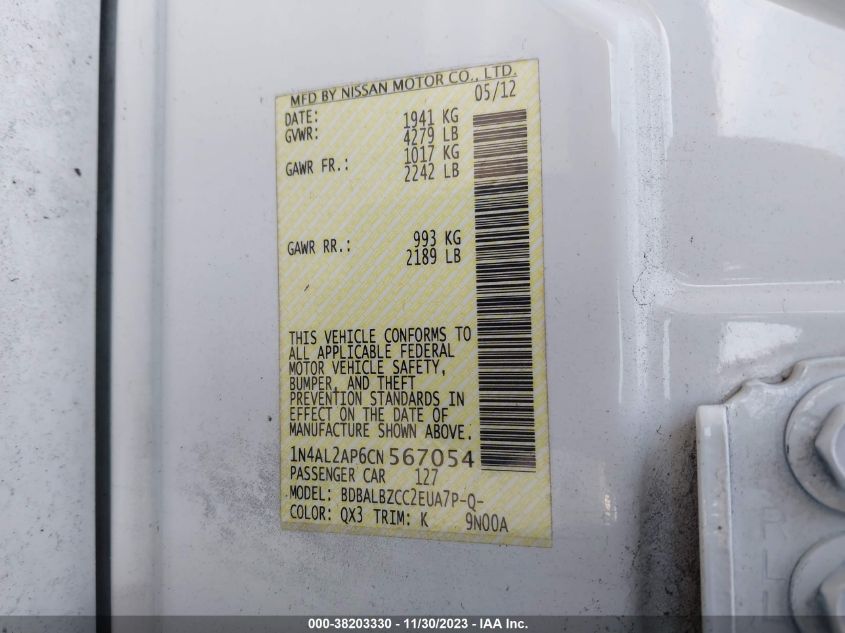 MFD BY NISSAN MOTOR CO., LTD.
DATE: 05/12
GVWR: 1941 KG
4279 LB
GAWR FR.: 1017 KG
2242 LB
GAWR RR.: 993 KG
2189 LB
THIS VEHICLE CONFORMS TO
ALL APPLICABLE FEDERAL
MOTOR VEHICLE SAFETY,
BUMPER, AND THEFT
PREVENTION STANDARDS IN
EFFECT ON THE DATE OF
MANUFACTURE SHOWN ABOVE.
1N4AL2AP6CN567054
PASSENGER CAR 127
MODEL: BDBALBZCC2EUA7P-Q-
COLOR: QX3 TRIM: K 9N00A
000-38203330 - 11/30/2023 - IAA Inc.